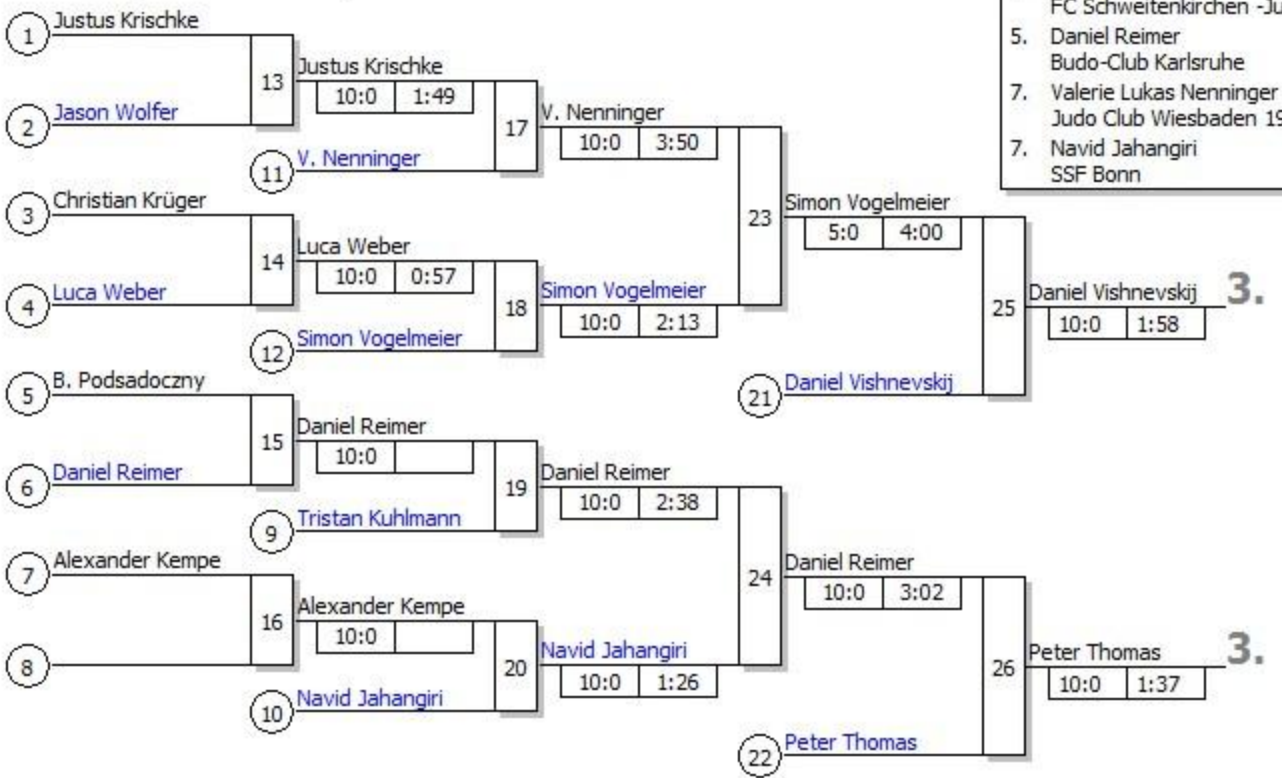 1 Justus Krischke
13
2 Jason Wolfer
Justus Krischke
10:0 1:49
17
11 V. Nenninger
3 Christian Krüger
14
4 Luca Weber
Luca Weber
10:0 0:57
18
12 Simon Vogelmeier
5 B. Podsadoczny
15
6 Daniel Reimer
Daniel Reimer
10:0
19
9 Tristan Kuhlmann
7 Alexander Kempe
16
8
Alexander Kempe
10:0
20
10 Navid Jahangiri
V. Nenninger
10:0 3:50
23
Simon Vogelmeier
10:0 2:13
Daniel Reimer
10:0 2:38
24
Navid Jahangiri
10:0 1:26
Simon Vogelmeier
5:0 4:00
25
21 Daniel Vishnevskij
Daniel Reimer
10:0 3:02
26
22 Peter Thomas
Daniel Vishnevskij 3.
10:0 1:58
Peter Thomas 3.
10:0 1:37
FC Schweitenkirchen -Ju
5. Daniel Reimer
Budo-Club Karlsruhe
7. Valerie Lukas Nenninger
Judo Club Wiesbaden 19
7. Navid Jahangiri
SSF Bonn